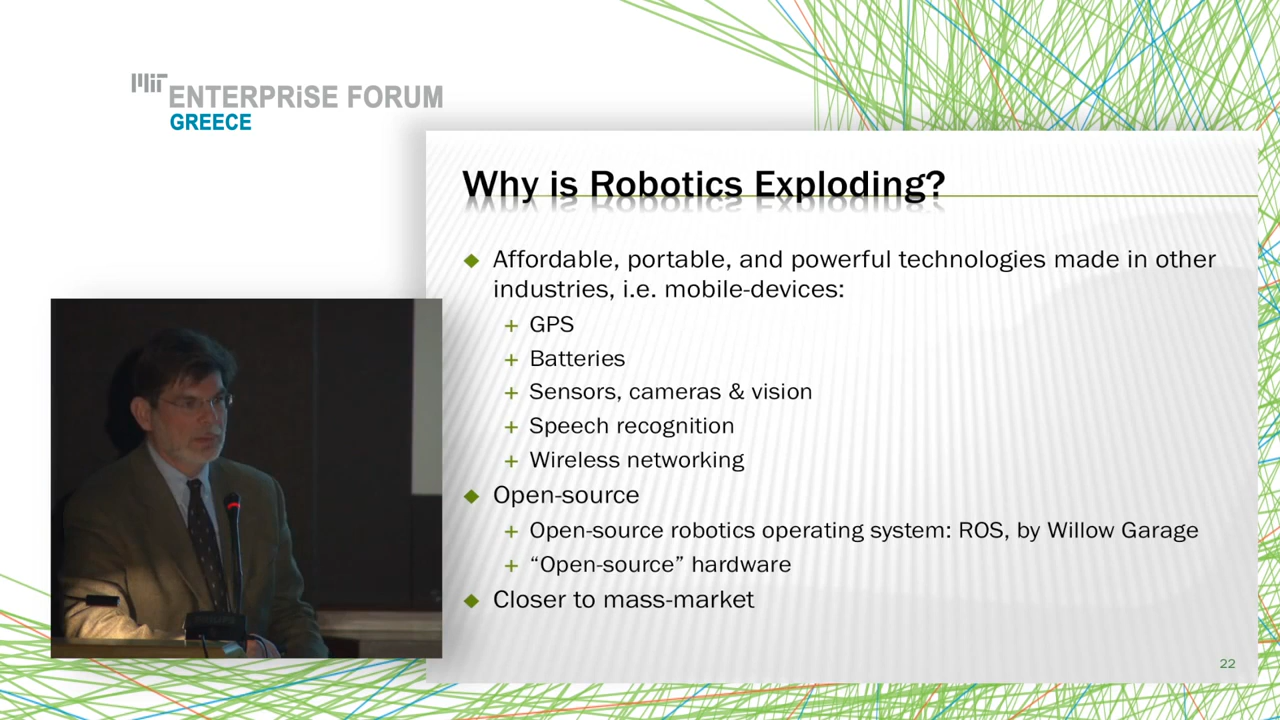 MIT
ENTERPRiSE FORUM
GREECE
Why is Robotics Exploding?
Affordable, portable, and powerful technologies made in other
industries, i.e. mobile-devices:
+ GPS
+ Batteries
+ Sensors, cameras & vision
+ Speech recognition
+ Wireless networking
Open-source
+ Open-source robotics operating system: ROS, by Willow Garage
+ “Open-source” hardware
Closer to mass-market
PHILIPS
22